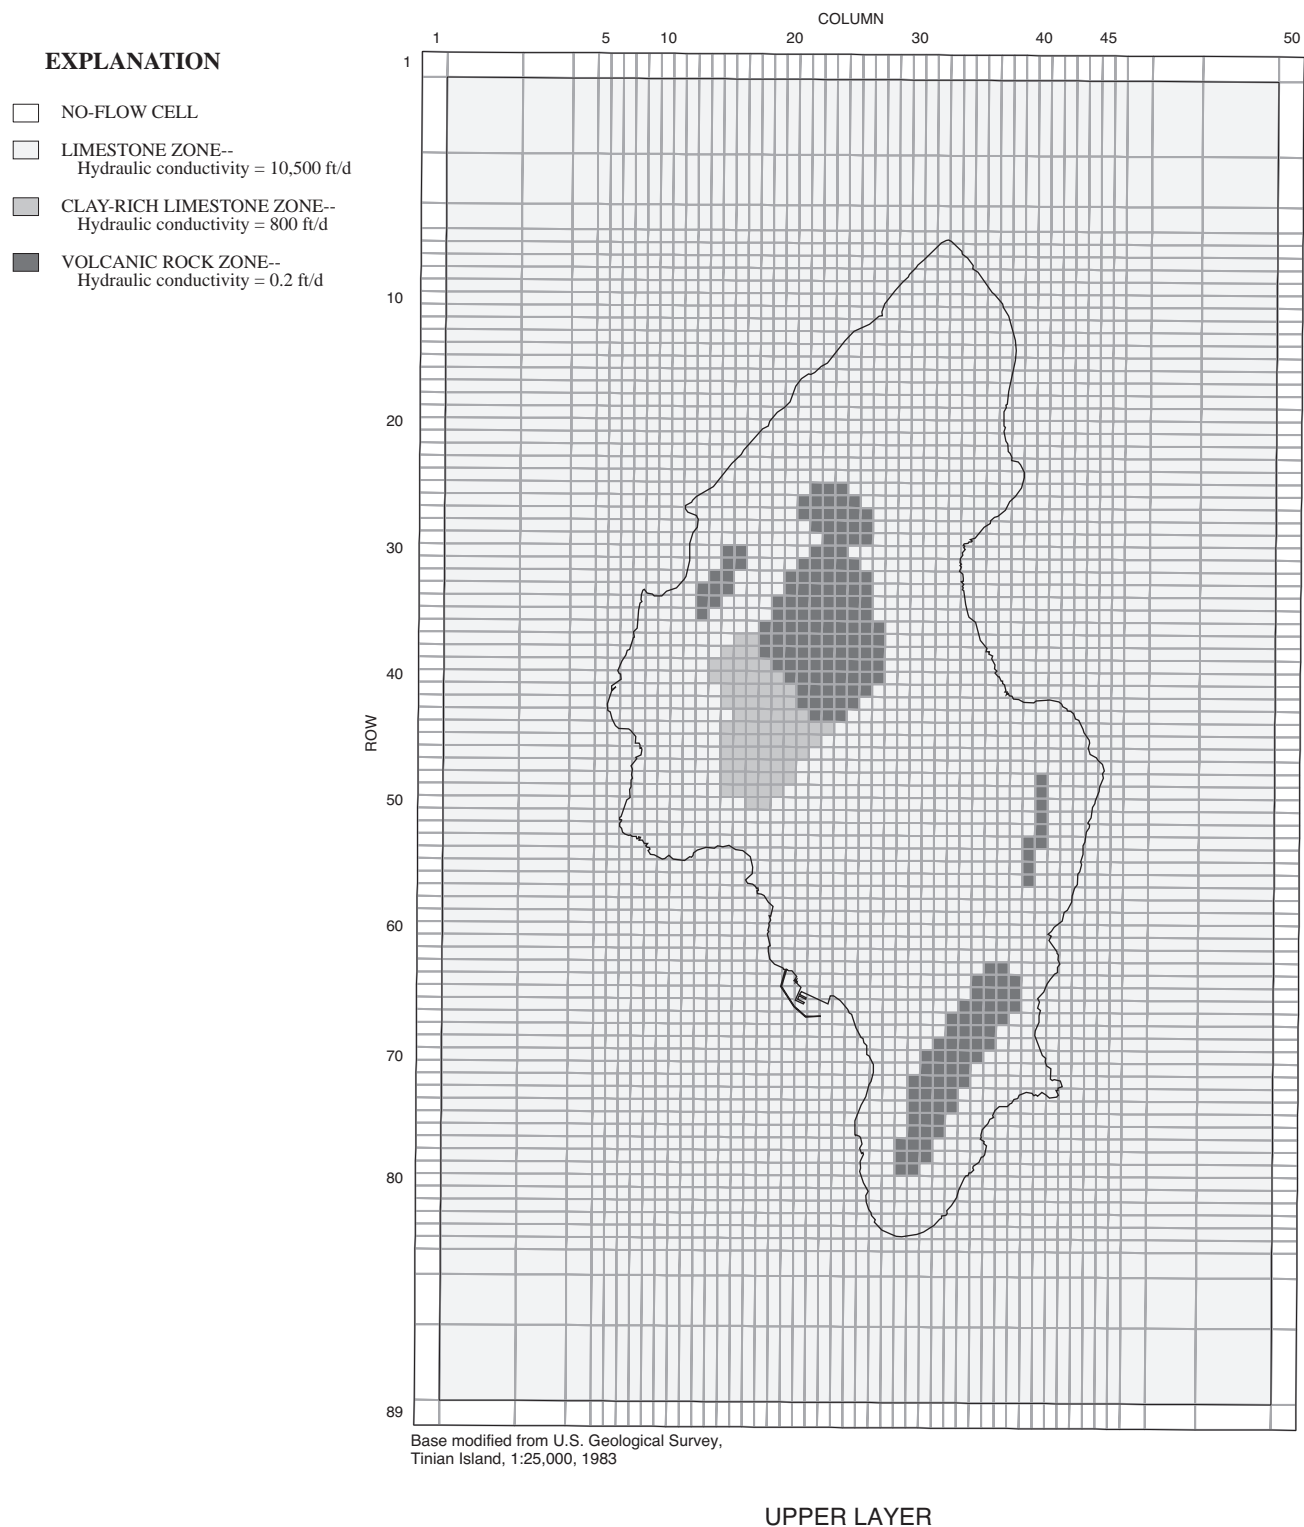 COLUMN
1 5 10 20 30 40 45 50
EXPLANATION
NO-FLOW CELL
LIMESTONE ZONE--
Hydraulic conductivity = 10,500 ft/d
CLAY-RICH LIMESTONE ZONE--
Hydraulic conductivity = 800 ft/d
VOLCANIC ROCK ZONE--
Hydraulic conductivity = 0.2 ft/d
1
10
20
30
40
ROW
50
60
70
80
89
Base modified from U.S. Geological Survey,
Tinian Island, 1:25,000, 1983
UPPER LAYER